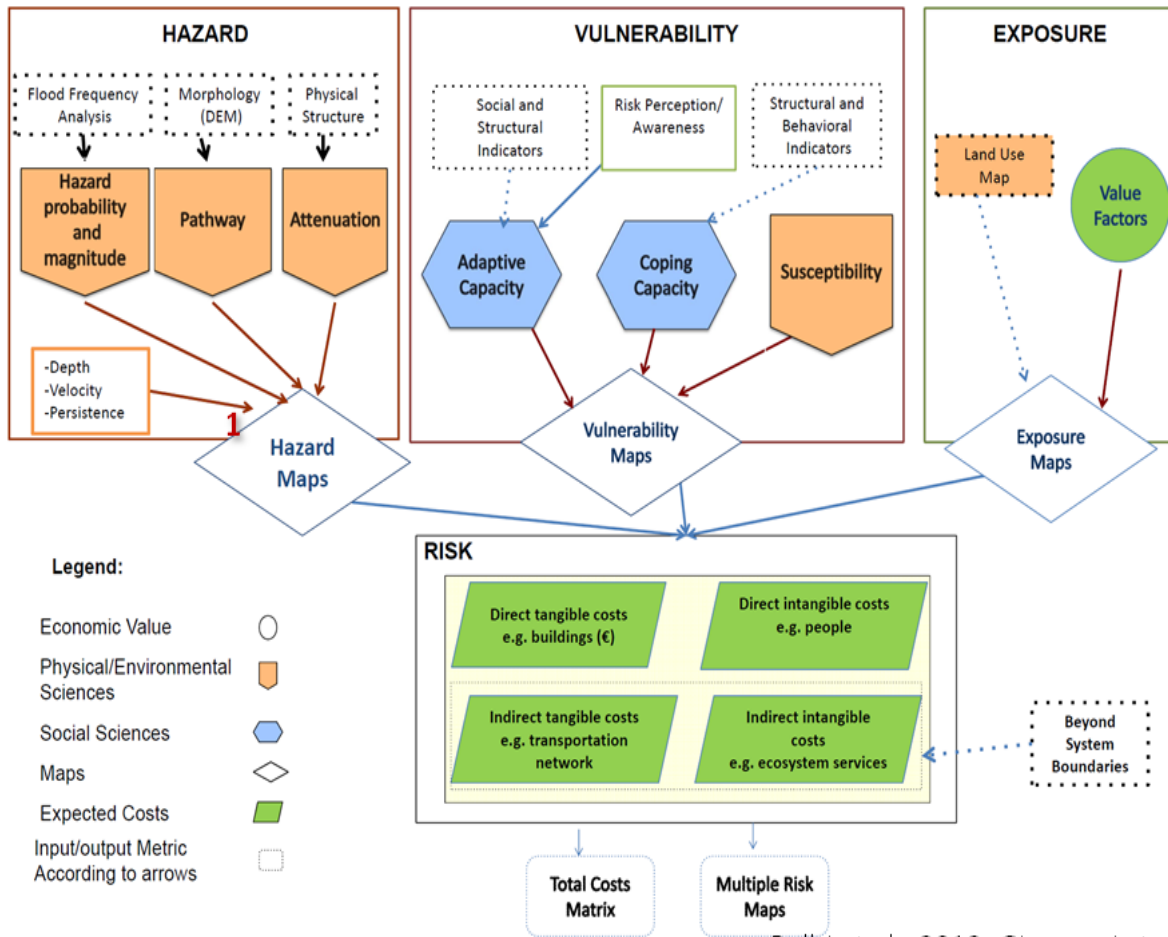 HAZARD
Flood Frequency
Analysis
Morphology
(DEM)
Physical
Structure
Hazard
probability
and
magnitude
Pathway
Attenuation
-Depth
-Velocity
-Persistence
1
Hazard
Maps
VULNERABILITY
Social and
Structural
Indicators
Risk Perception/
Awareness
Structural and
Behavioral
Indicators
Adaptive
Capacity
Coping
Capacity
Susceptibility
Vulnerability
Maps
EXPOSURE
Land Use
Map
Value
Factors
Exposure
Maps
RISK
Direct tangible costs
e.g. buildings (€)
Direct intangible costs
e.g. people
Indirect tangible costs
e.g. transportation
network
Indirect intangible
costs
e.g. ecosystem services
Beyond
System
Boundaries
Total Costs
Matrix
Multiple Risk
Maps
Legend:
Economic Value
Physical/Environmental
Sciences
Social Sciences
Maps
Expected Costs
Input/output Metric
According to arrows